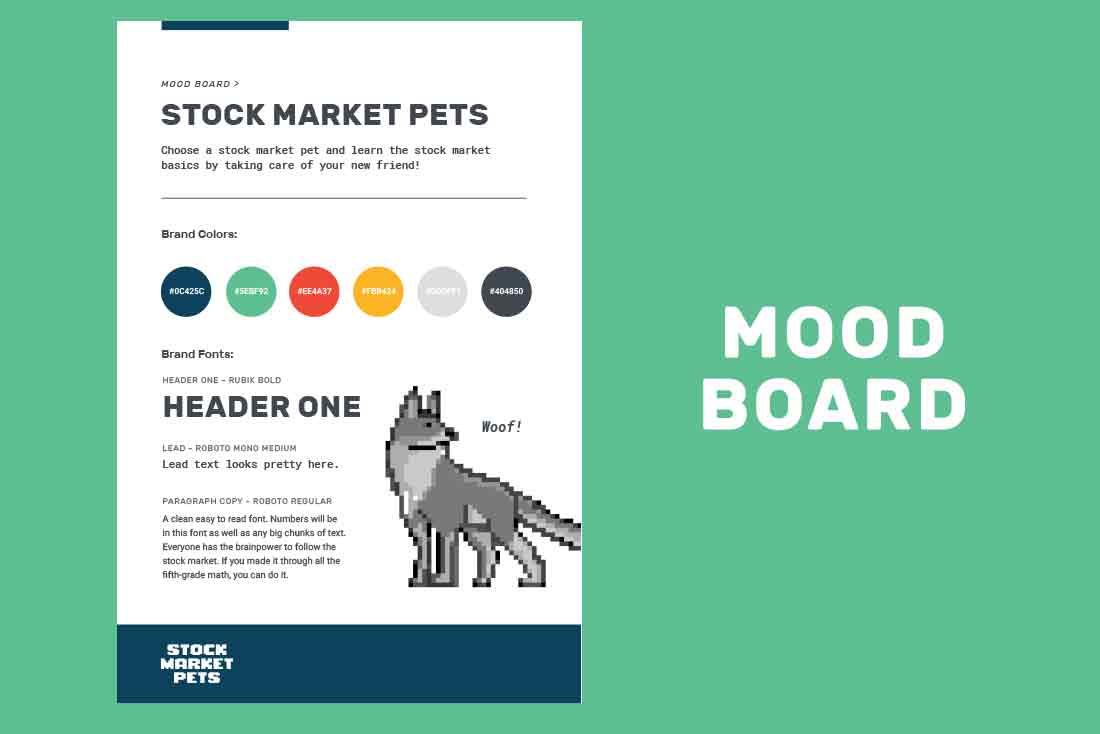 MOOD BOARD >
STOCK MARKET PETS
Choose a stock market pet and learn the stock market
basics by taking care of your new friend!
Brand Colors:
#0C425C #5EBF92 #EE4A37 #FBB424 #404850
Brand Fonts:
HEADER ONE - RUBIK BOLD
HEADER ONE
Woof!
LEAD - ROBOTO MONO MEDIUM
Lead text looks pretty here.
PARAGRAPH COPY - ROBOTO REGULAR
A clean easy to read font. Numbers will be
in this font as well as any big chunks of text.
Everyone has the brainpower to follow the
stock market. If you made it through all the
fifth-grade math, you can do it.
STOCK
MARKET
PETS
MOOD
BOARD